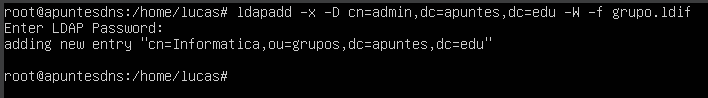 root@apuntesdns:/home/lucas# ldapadd -x -D cn=admin,dc=apuntes,dc=edu -W -f grupo.ldif
Enter LDAP Password:
adding new entry "cn=Informatica,ou=grupos,dc=apuntes,dc=edu"
root@apuntesdns:/home/lucas#